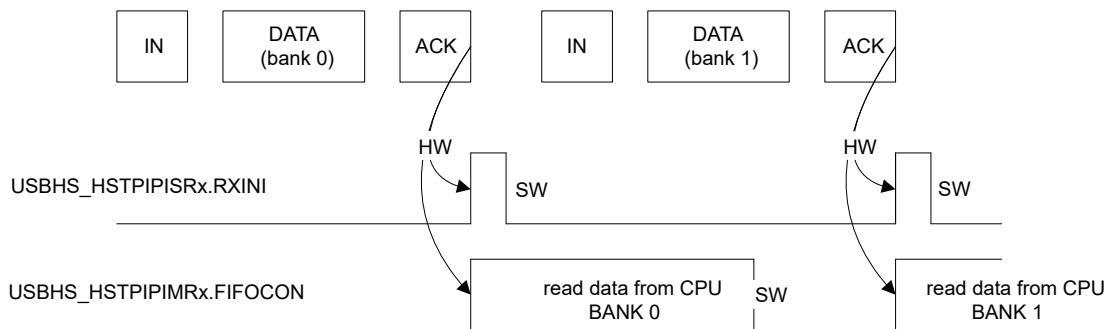 IN
DATA
(bank 0)
ACK
IN
DATA
(bank 1)
ACK
HW
HW
USBHS_HSTPIPISRx.RXINI
SW
SW
USBHS_HSTPIPIMRx.FIFOCON
read data from CPU
BANK 0
SW
read data from CPU
BANK 1